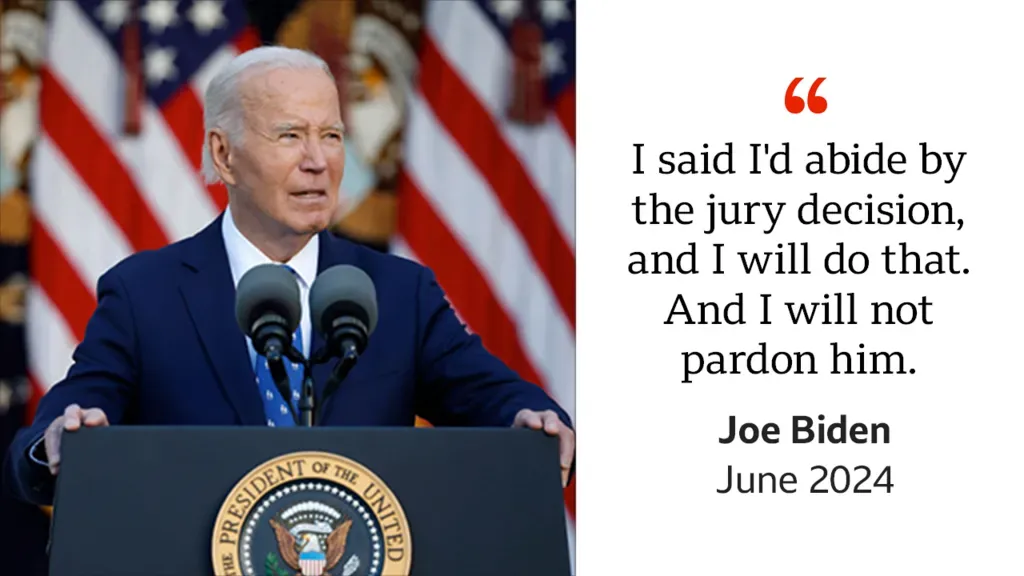 “
I said I'd abide by
the jury decision,
and I will do that.
And I will not
pardon him.
Joe Biden
June 2024
THE PRESIDENT OF THE UNITED